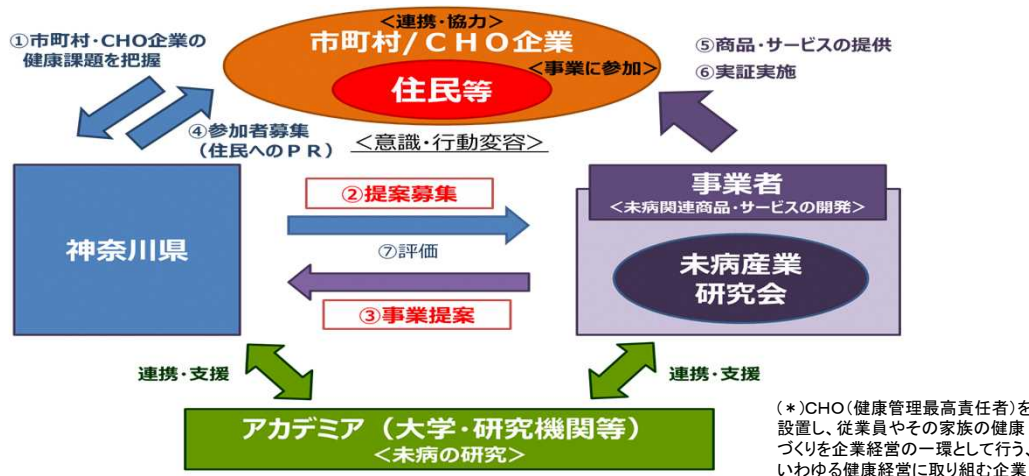 <連携・協力>
市町村/CHO企業
<事業に参加>
住民等
①市町村・CHO企業の
健康課題を把握
⑤商品・サービスの提供
⑥実証実施
④参加者募集
(住民へのPR)
<意識・行動変容>
②提案募集
⑦評価
③事業提案
神奈川県
事業者
<未病関連商品・サービスの開発>
未病産業
研究会
連携・支援
連携・支援
アカデミア(大学・研究機関等)
<未病の研究>
(*)CHO(健康管理最高責任者)を
設置し、従業員やその家族の健康
づくりを企業経営の一環として行う、
いわゆる健康経営に取り組む企業